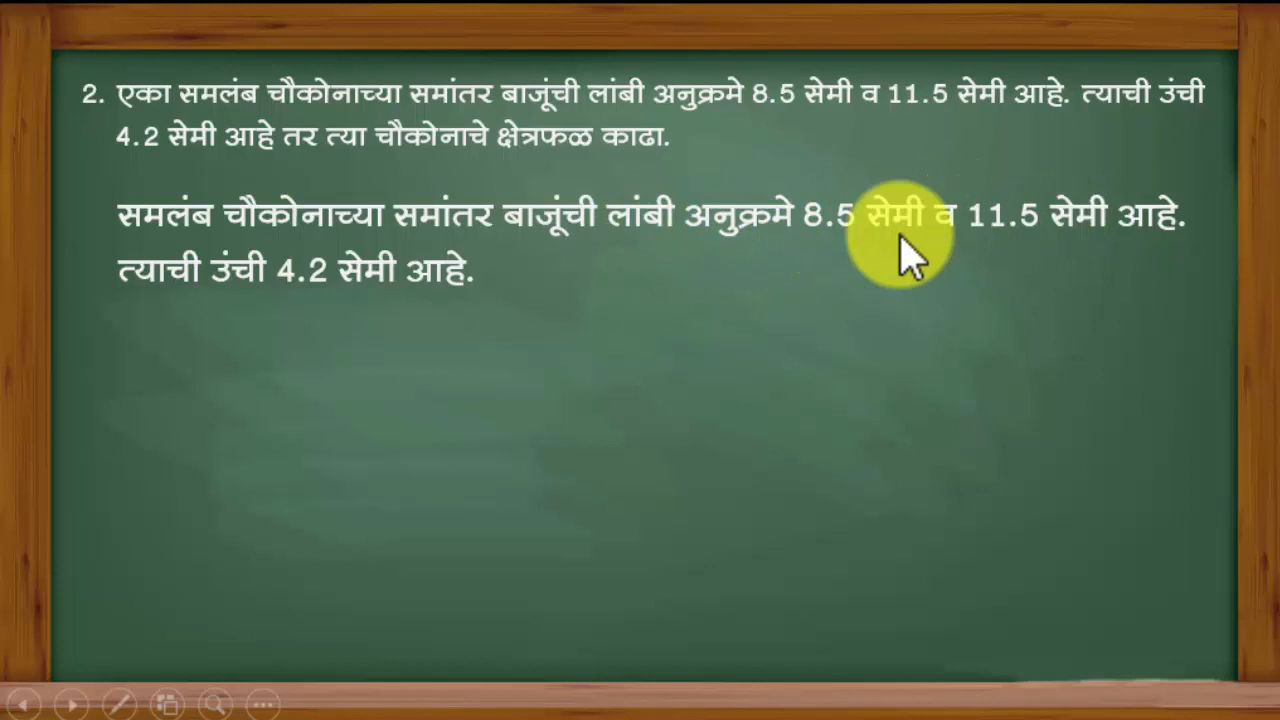 2. एका समलंब चौकोनाच्या समांतर बाजूंची लांबी अनुक्रमे 8.5 सेमी व 11.5 सेमी आहे. त्याची उंची
4.2 सेमी आहे तर त्या चौकोनाचे क्षेत्रफळ काढा.
समलंब चौकोनाच्या समांतर बाजूंची लांबी अनुक्रमे 8.5 सेमी व 11.5 सेमी आहे.
त्याची उंची 4.2 सेमी आहे.